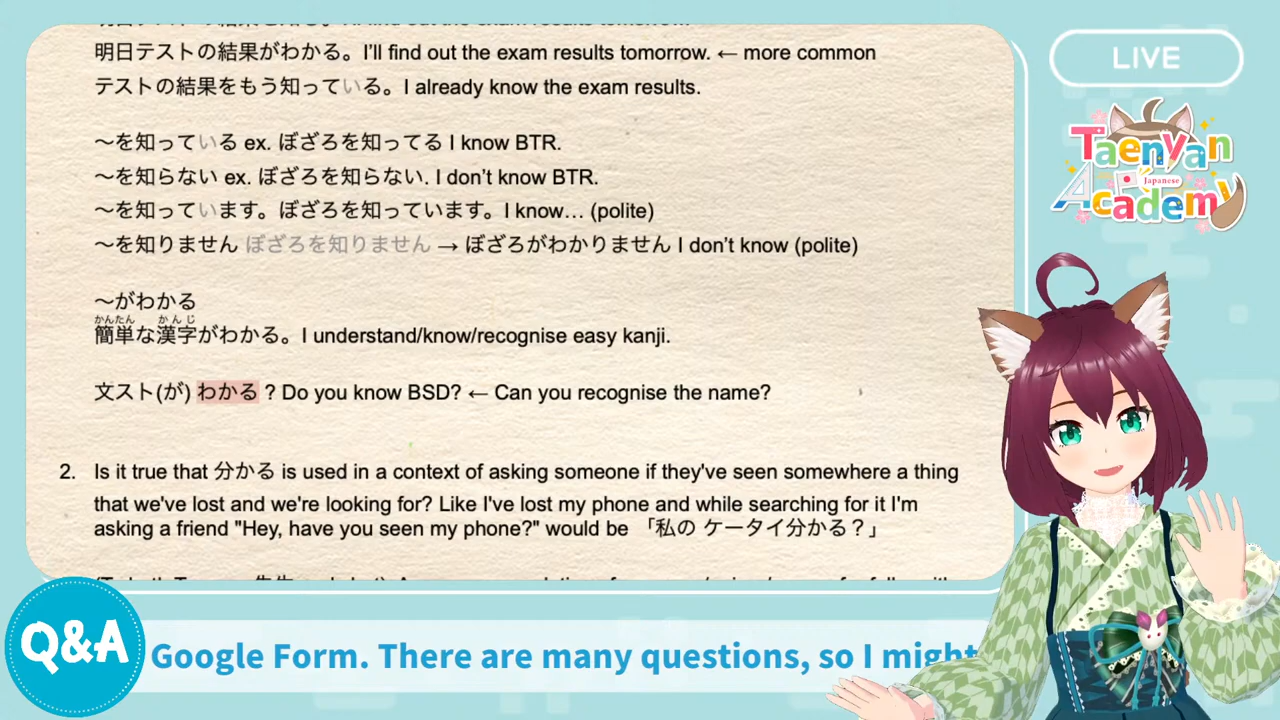 明日テストの結果がわかる。I'll find out the exam results tomorrow. ← more common
テストの結果をもう知っている。I already know the exam results.
〜を知っている ex. ぼざろを知ってる I know BTR.
〜を知らない ex. ぼざろを知らない. I don't know BTR.
〜を知っています。ぼざろを知っています。I know… (polite)
〜を知りません ぼざろを知りません → ぼざろがわかりません I don't know (polite)
〜がわかる
かんたん かんじ
簡単な漢字がわかる。I understand/know/recognise easy kanji.
文スト(が) わかる ? Do you know BSD? ← Can you recognise the name?
2. Is it true that 分かる is used in a context of asking someone if they've seen somewhere a thing
that we've lost and we're looking for? Like I've lost my phone and while searching for it I'm
asking a friend "Hey, have you seen my phone?" would be 「私の ケータイ分かる？」
LIVE
Taenyan
Japanese
Academy
Q&A
Google Form. There are many questions, so I might